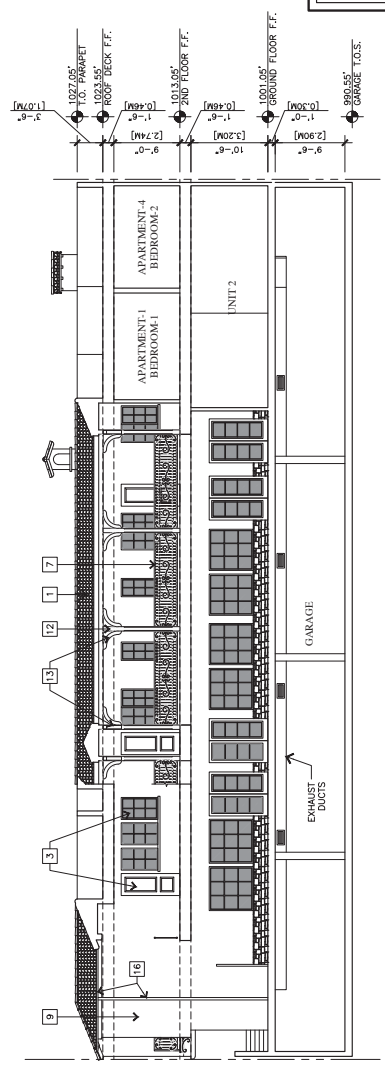 9
16
3
13
12
1
7
1027.05'
T.O. PARAPET
3'-6"
[1.07M]
1023.55'
ROOF DECK F.F.
1'-6"
[0.46M]
APARTMENT-1
BEDROOM-1
APARTMENT-4
BEDROOM-2
9'-0"
[2.74M]
1013.05'
2ND FLOOR F.F.
1'-6"
[0.46M]
UNIT 2
10'-6"
[3.20M]
1001.05'
GROUND FLOOR F.F.
1'-0"
[0.30M]
EXHAUST
DUCTS
GARAGE
9'-6"
[2.90M]
990.55'
GARAGE T.O.S.